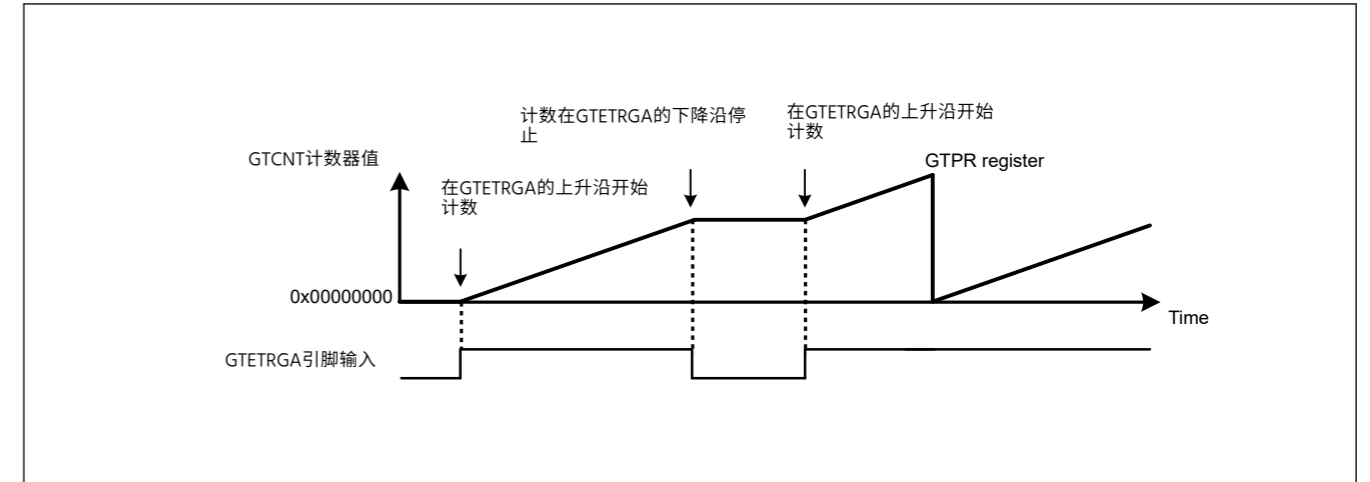 计数在GTETRGA的下降沿停
止
在GTETRGA的上升沿开始
计数
GTCNT计数器值
GTPR register
在GTETRGA的上升沿开始
计数
0x00000000
Time
GTETRGA引脚输入